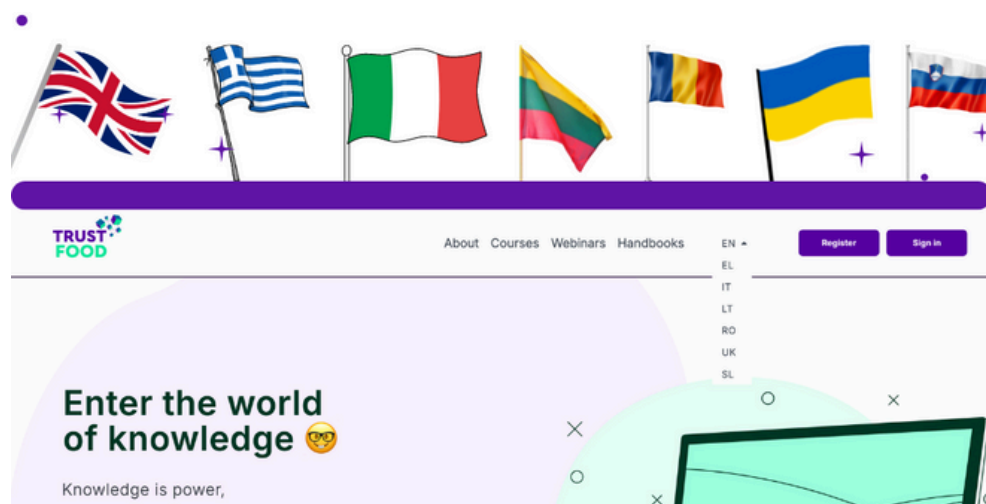 TRUST
FOOD
About Courses Webinars Handbooks EN Register Sign in
EL
IT
LT
RO
UK
SL
Enter the world
of knowledge 🤓
Knowledge is power,